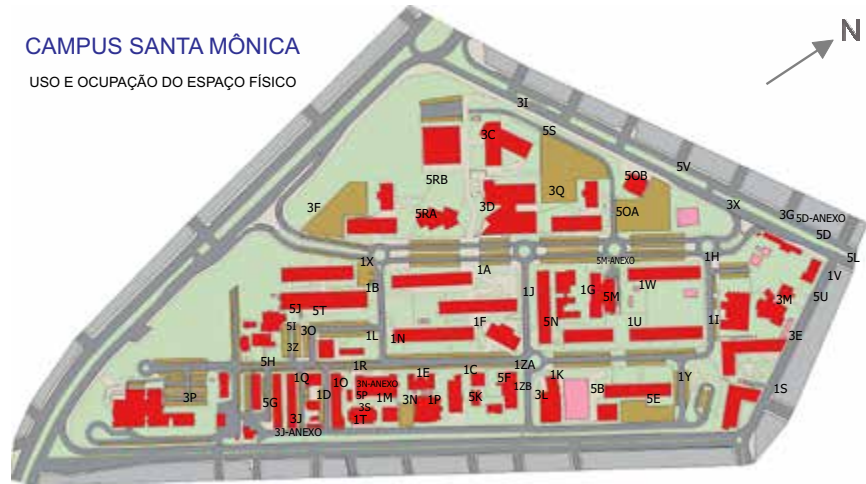 CAMPUS SANTA MÔNICA
N
USO E OCUPAÇÃO DO ESPAÇO FÍSICO
3I
5S
3C
5V
5RB
5OB
3Q
3X
3F
5RA
3D
5OA
3G
5D-ANEXO
5D
1X
1A
5M-ANEXO
1H
5L
1B
1J
1G
5M
1W
1V
5U
3M
5J
5T
5I
3O
1L
1N
1F
5N
1U
1I
3E
3Z
5H
1R
1ZA
1Q
1O
3N-ANEXO
1E
1C
5F
1K
1Y
3P
5G
3J
1D
5P
1M
3N
1P
5K
1ZB
3L
5B
5E
1S
3S
1T
3J-ANEXO